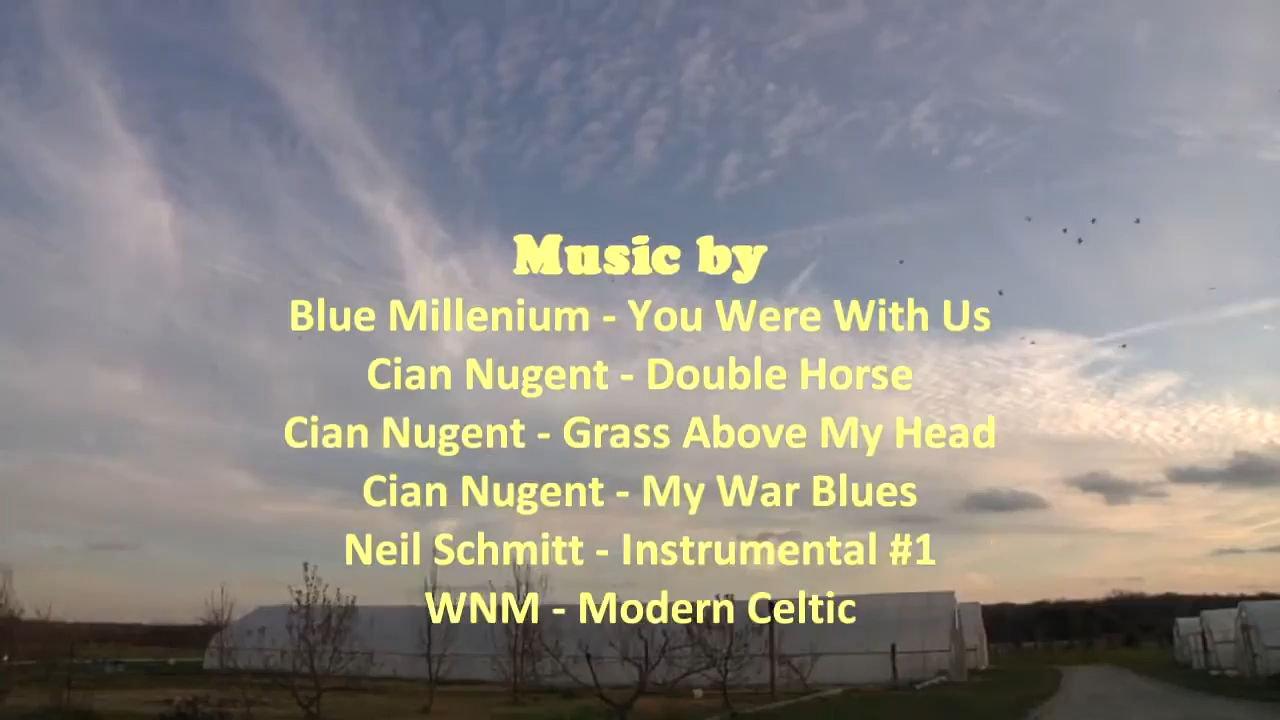 Music by
Blue Millenium - You Were With Us
Cian Nugent - Double Horse
Cian Nugent - Grass Above My Head
Cian Nugent - My War Blues
Neil Schmitt - Instrumental #1
WNM - Modern Celtic